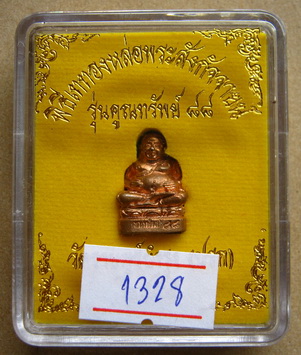 พิธีเททองหล่อพระสังกัจจายน์
รุ่นคูณทรัพย์ ๙๘
1328